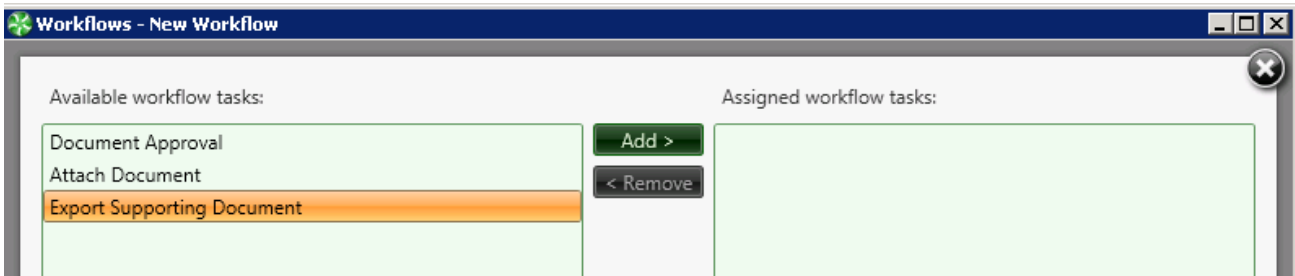 Workflows - New Workflow
Available workflow tasks:
Assigned workflow tasks:
Document Approval
Attach Document
Export Supporting Document
Add >
< Remove